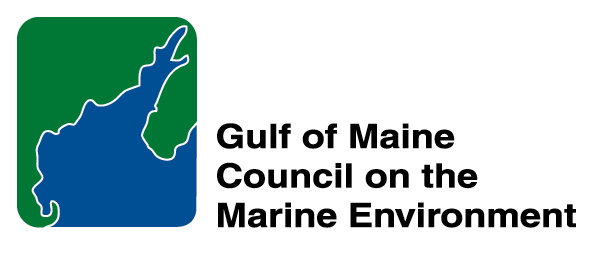 Gulf of Maine
Council on the
Marine Environment